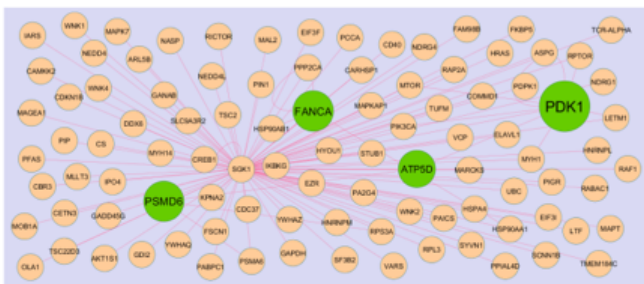 IARS
WNK1
MAPK7
NASP
RICTOR
MAL2
EIF3F
PCCA
CD40
NDRG4
FAM98B
FKBP5
TCR-ALPHA
NEDD4
ARL5B
NEDD4L
PIN1
PPP2CA
CARHSP1
RAP2A
HRAS
ASPG
RPTOR
CAMKK2
CDKN1B
WNK4
GANAB
MTOR
COMMD1
PDPK1
NDRG1
MAGEA1
SLC9A3R2
TSC2
FANCA
MAPKAP1
TUFM
PDK1
LETM1
DDX6
HSP90AB1
PIK3CA
PIP
CS
MYH14
CREB1
HYOU1
STUB1
VCP
ELAVL1
HNRNPL
PFAS
SGK1
IKBKG
ATP5D
MAROKS
MYH1
RAF1
CBR3
MLLT3
IPO4
EZR
PA2G4
UBC
PIGR
RABAC1
PSMD6
KPNA2
CDC37
MOB1A
CETN3
GADD45G
YWHAZ
HNRNPM
WNK2
PAICS
HSPA4
EIF3I
LTF
MAPT
TSC22D3
YWHAQ
FSCN1
RPS3A
HSP90AA1
OLA1
AKT1S1
GDI2
PABPC1
PSMA6
GAPDH
SF3B2
VARS
RPL3
SYVN1
PPIAL4D
SCNN1B
TMEM184C